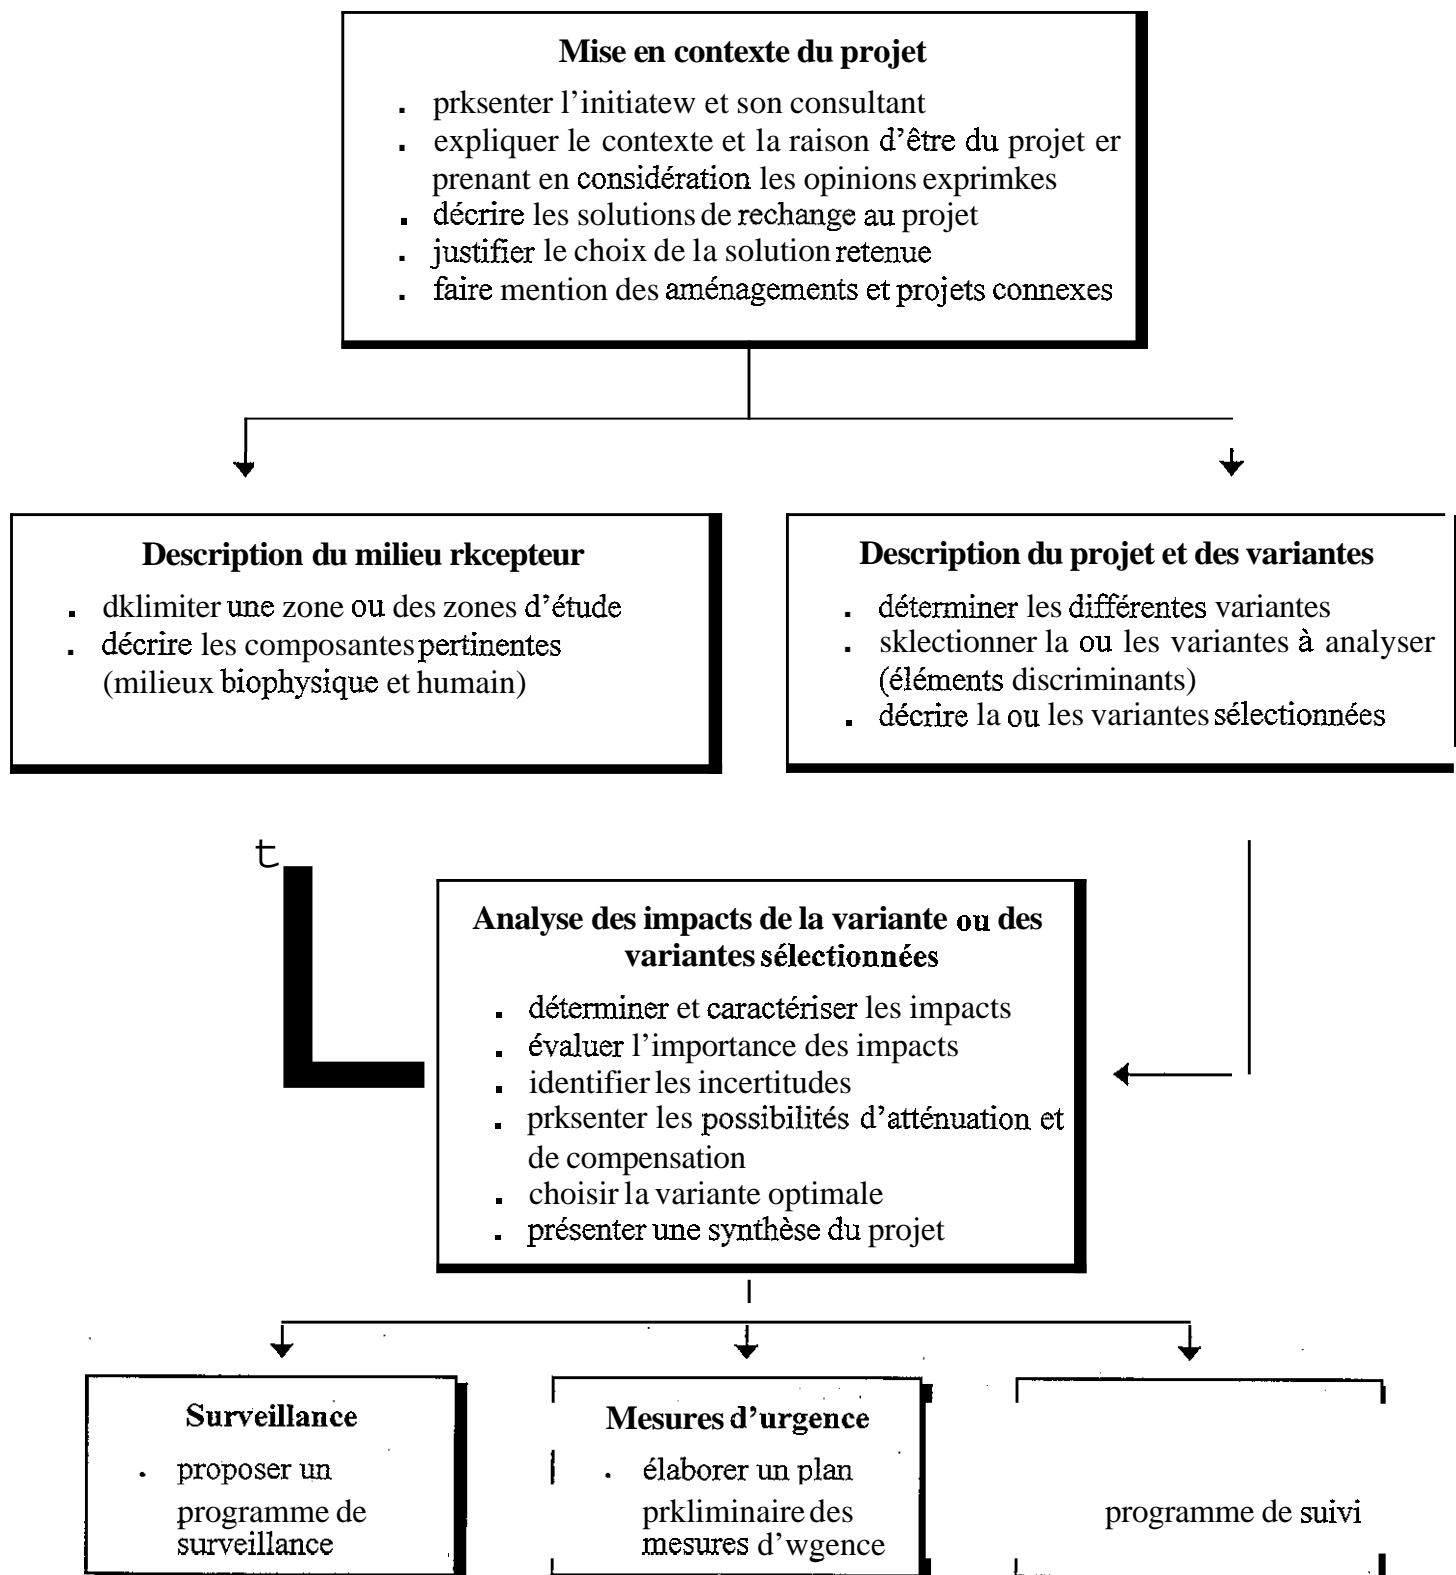 Mise en contexte du projet
. prksenter l'initiatew et son consultant
. expliquer le contexte et la raison d'être du projet er
prenant en considération les opinions exprimkes
. décrire les solutions de rechange au projet
. justifier le choix de la solution retenue
. faire mention des aménagements et projets connexes
Description du milieu rkcepteur
. dklimiter une zone ou des zones d'étude
. décrire les composantes pertinentes
(milieux biophysique et humain)
Description du projet et des variantes
. déterminer les différentes variantes
. sklectionner la ou les variantes à analyser
(éléments discriminants)
. décrire la ou les variantes sélectionnées
t
Analyse des impacts de la variante ou des
variantes sélectionnées
. déterminer et caractériser les impacts
. évaluer l'importance des impacts
. identifier les incertitudes
. prksenter les possibilités d'atténuation et
de compensation
. choisir la variante optimale
. présenter une synthèse du projet
Surveillance
. proposer un
programme de
surveillance
Mesures d'urgence
. élaborer un plan
prkliminaire des
mesures d'wgence
programme de suivi